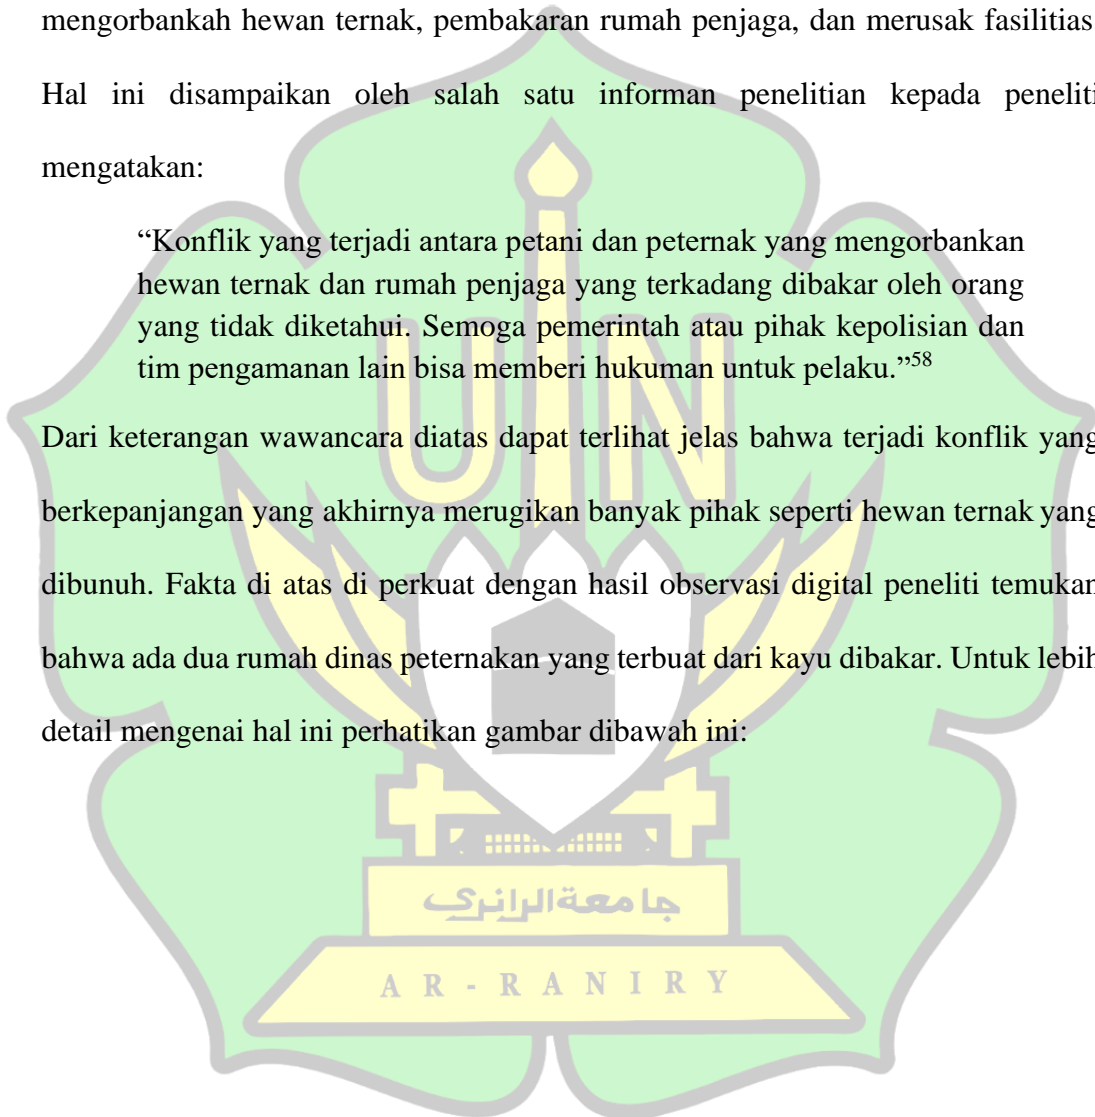 mengorbankah hewan ternak, pembakaran rumah penjaga, dan merusak fasilitias
Hal ini disampaikan oleh salah satu informan penelitian kepada peneliti
mengatakan:
“Konflik yang terjadi antara petani dan peternak yang mengorbankan
hewan ternak dan rumah penjaga yang terkadang dibakar oleh orang
yang tidak diketahui. Semoga pemerintah atau pihak kepolisian dan
tim pengamanan lain bisa memberi hukuman untuk pelaku.”58
Dari keterangan wawancara diatas dapat terlihat jelas bahwa terjadi konflik yang
berkepanjangan yang akhirnya merugikan banyak pihak seperti hewan ternak yang
dibunuh. Fakta di atas di perkuat dengan hasil observasi digital peneliti temukan
bahwa ada dua rumah dinas peternakan yang terbuat dari kayu dibakar. Untuk lebih
detail mengenai hal ini perhatikan gambar dibawah ini:
UIN
جامعة الرانري
AR-RANIRY